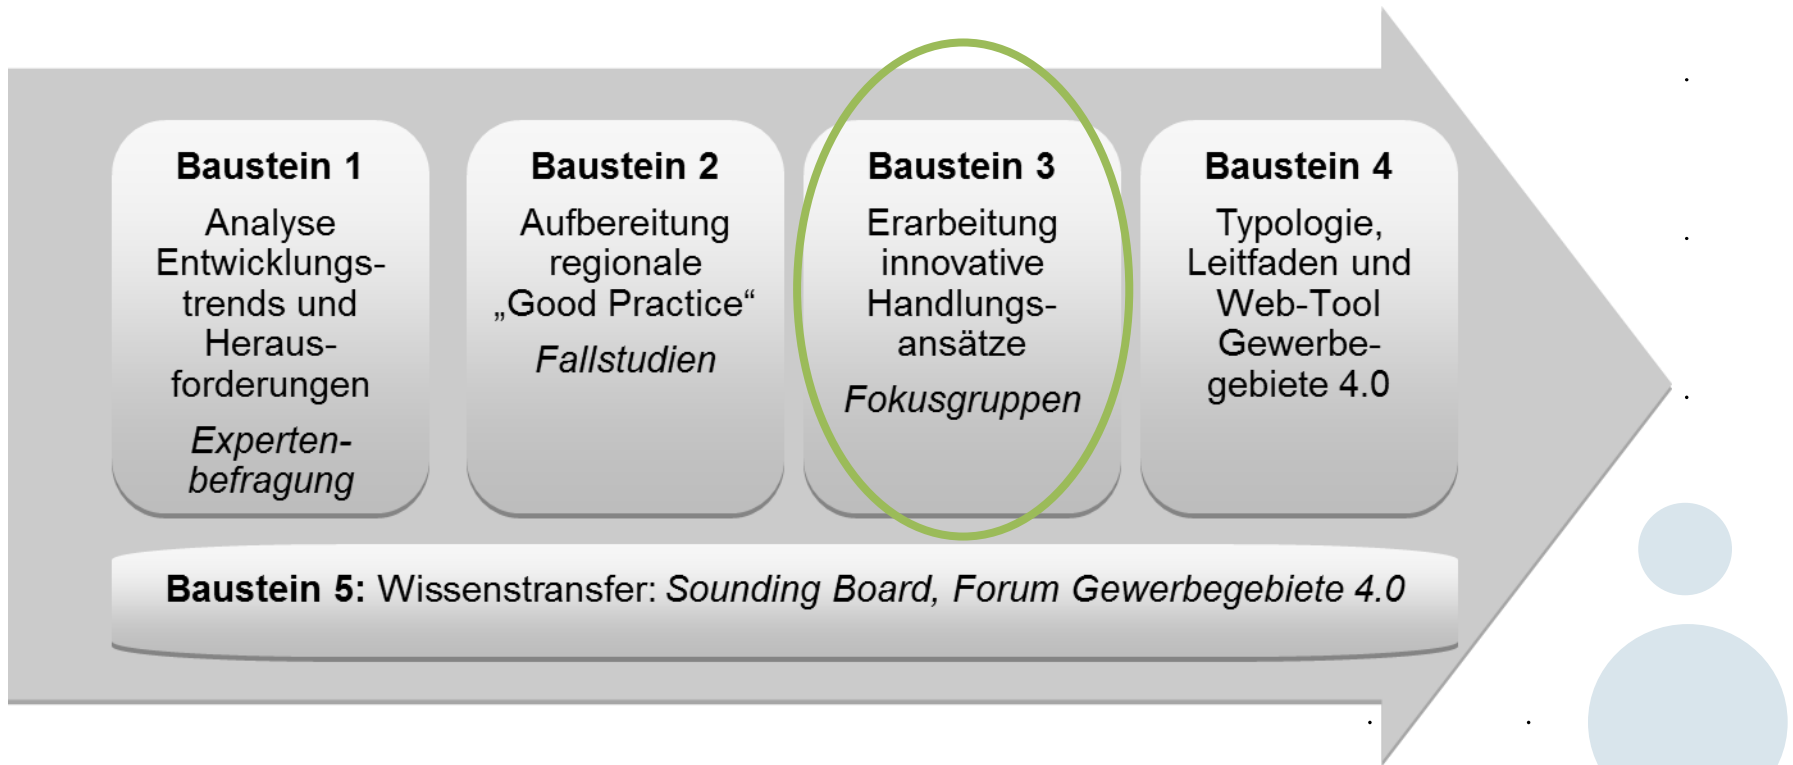 Baustein 1
Analyse
Entwicklungs-
trends und
Heraus-
forderungen
Experten-
befragung
Baustein 2
Aufbereitung
regionale
„Good Practice“
Fallstudien
Baustein 3
Erarbeitung
innovative
Handlungs-
ansätze
Fokusgruppen
Baustein 4
Typologie,
Leitfaden und
Web-Tool
Gewerbe-
gebiete 4.0
Baustein 5: Wissenstransfer: Sounding Board, Forum Gewerbegebiete 4.0